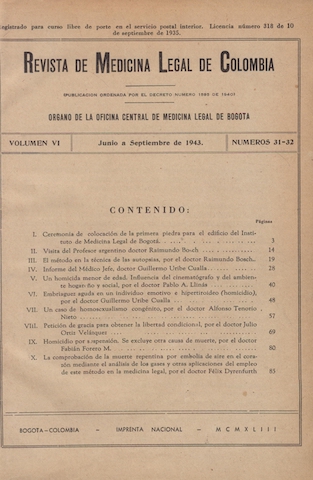 Registrado para curso libre de porte en el servicio postal interior. Licencia número 318 de 10
de septiembre de 1935.
REVISTA DE MEDICINA LEGAL DE COLOMBIA
(PUBLICACION ORDENADA POR EL DECRETO NUMERO 1695 DE 1940)
ORGANO DE LA OFICINA CENTRAL DE MEDICINA LEGAL DE BOGOTA
VOLUMEN VI Junio a Septiembre de 1943. NUMEROS 31-32
CONTENIDO:
Páginas
I. Ceremonia de colocación de la primera piedra para el edificio del Insti-
tuto de Medicina Legal de Bogotá. 3
II. Visita del Profesor argentino doctor Raimundo Bosch 14
III. El método en la técnica de las autopsias, por el doctor Raimundo Bosch.. 19
IV. Informe del Médico Jefe, doctor Guillermo Uribe Cualla 28
V. Un homicida menor de edad. Influencia del cinematógrafo y del ambien-
te hogareño y social, por el doctor Pablo A. Llinás 40
VI. Embriaguez aguda en un individuo emotivo e hipertiroideo (homicidio),
por el doctor Guillermo Uribe Cualla 48
VII. Un caso de homosexualismo congénito, por el doctor Alfonso Tenorio
Nieto 57
VIII. Petición de gracia para obtener la libertad condicional, por el doctor Julio
Ortiz Velásquez 69
IX. Homicidio por suspensión. Se excluye otra causa de muerte, por el doctor
Fabián Forero M. 80
X. La comprobación de la muerte repentina por embolia de aire en el cora-
zón mediante el análisis de los gases y otras aplicaciones del empleo
de este método en la medicina legal, por el doctor Félix Dyrenfurth 85
BOGOTA-COLOMBIA - IMPRENTA NACIONAL - MCMXLIII